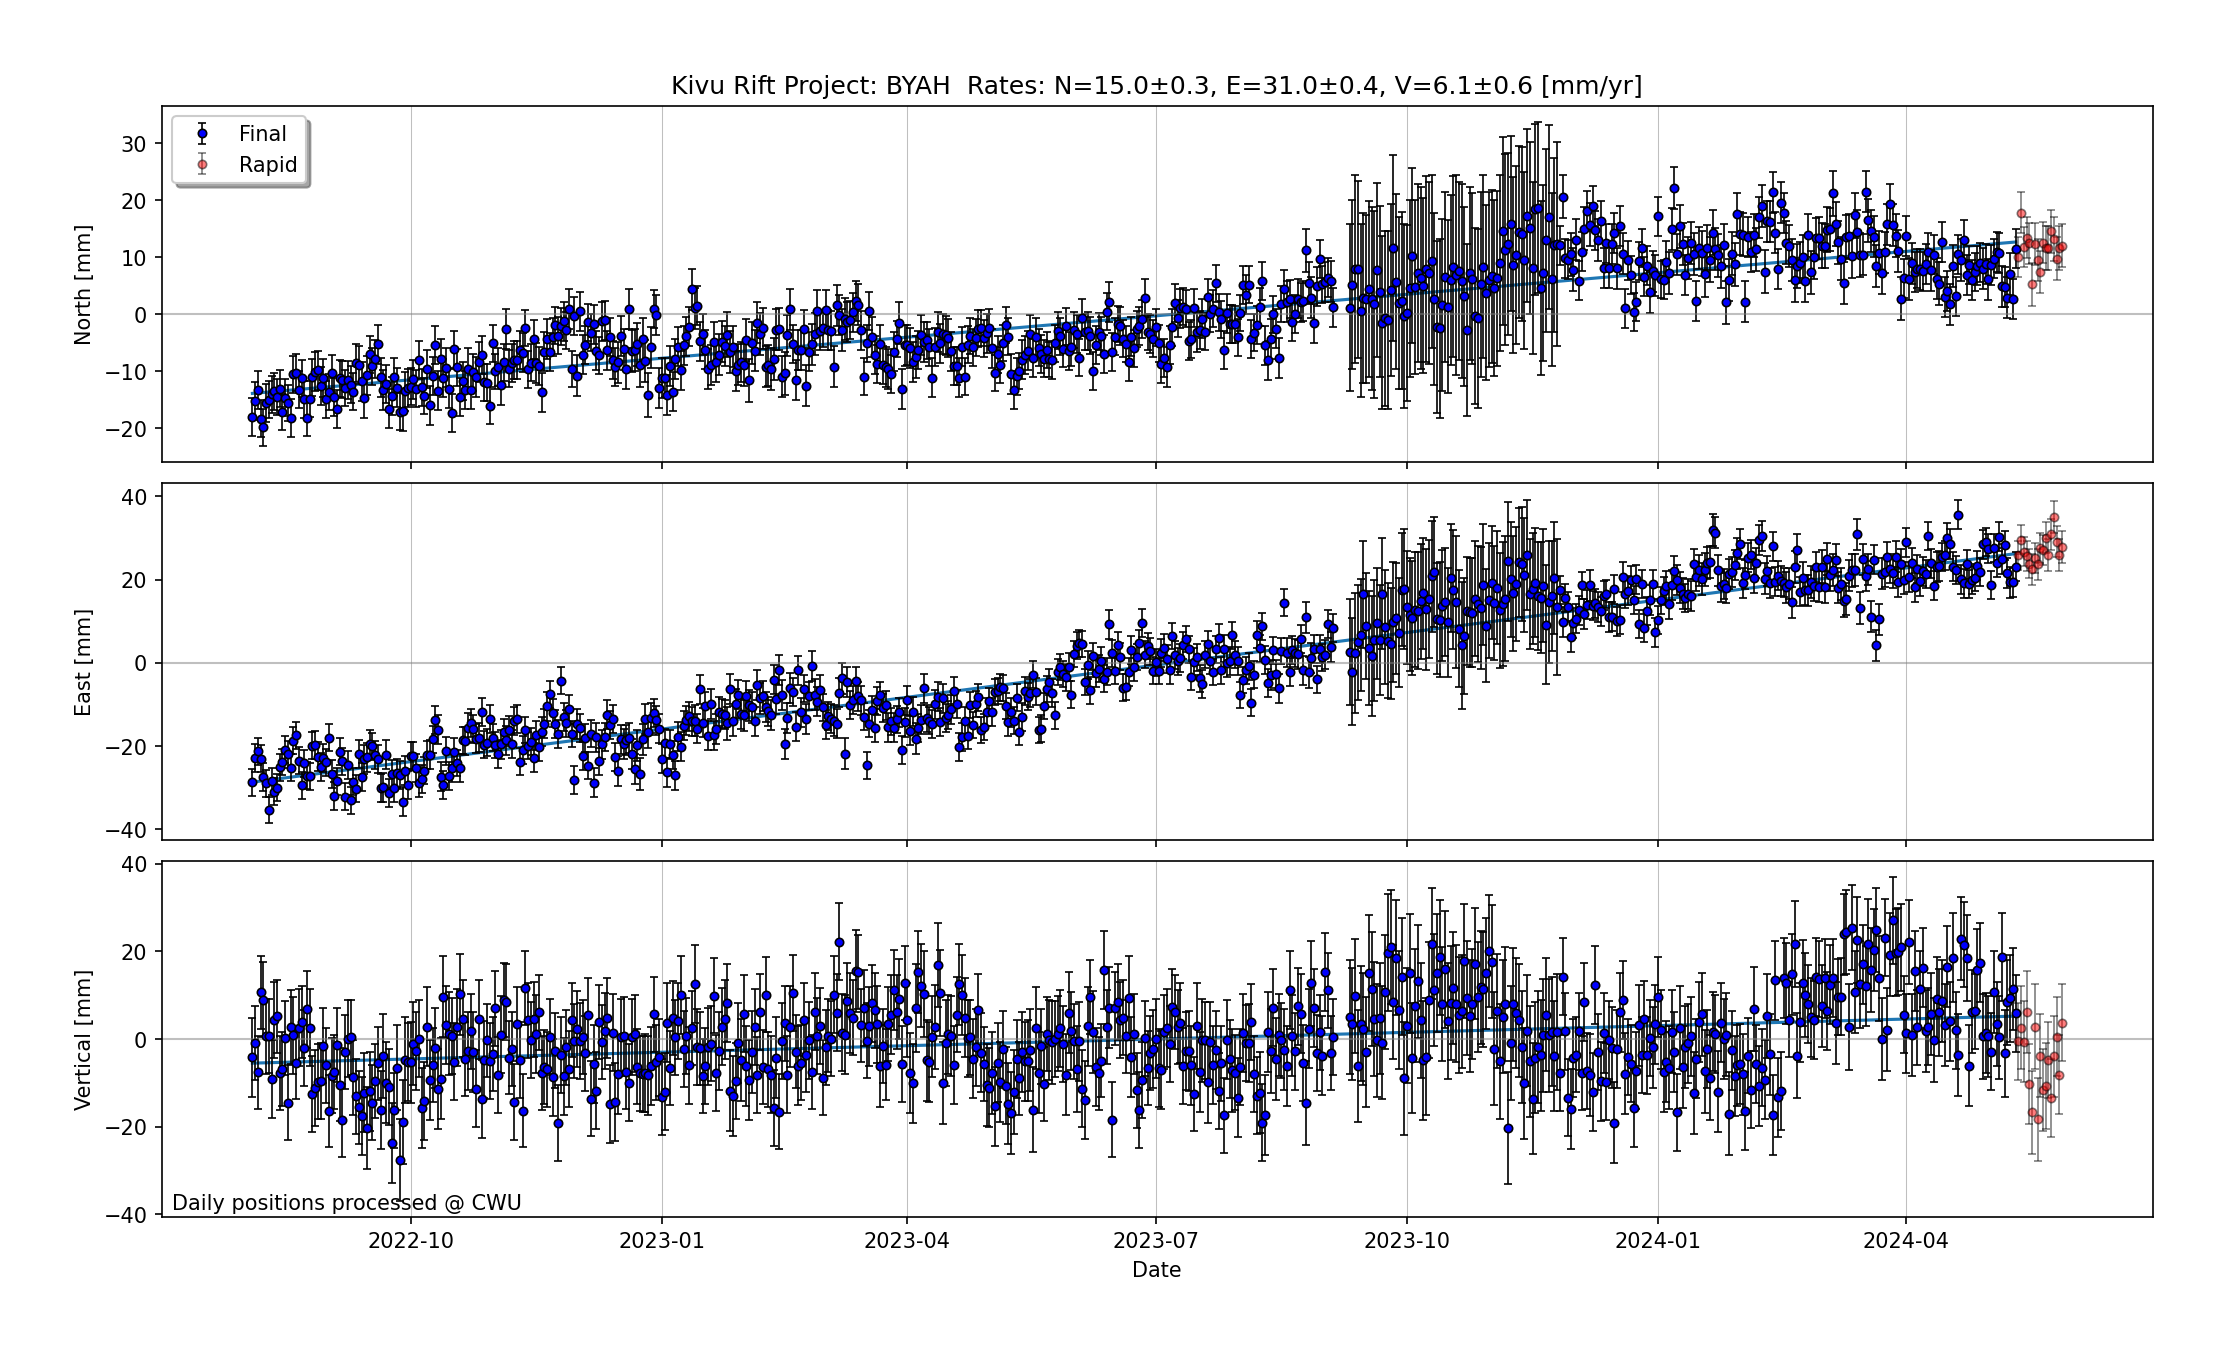 Kivu Rift Project: BYAH  Rates: N=15.0±0.3, E=31.0±0.4, V=6.1±0.6 [mm/yr]
Final
Rapid
North [mm]
30
20
10
0
−10
−20
East [mm]
40
20
0
−20
−40
Vertical [mm]
40
20
0
−20
−40
Daily positions processed @ CWU
2022-10
2023-01
2023-04
2023-07
2023-10
2024-01
2024-04
Date